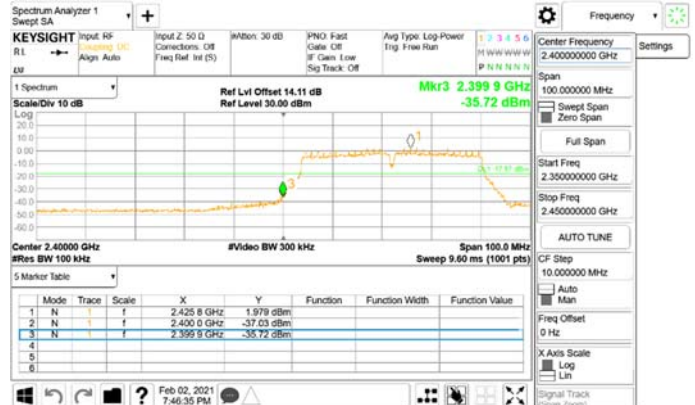 Spectrum Analyzer 1
Swept SA
+
Frequency
KEYSIGHT
Input: RF
Input Z: 50 Ω
#Atten: 30 dB
PNO: Fast
Avg Type: Log-Power
1 2 3 4 5 6
RL
Coupling: DC
Corrections: Off
Gate: Off
Trig: Free Run
M W W W W W
Align: Auto
Freq Ref: Int (S)
IF Gain: Low
P N N N N N
Sig Track: Off
1 Spectrum
Ref Lvl Offset 14.11 dB
Mkr3 2.399 9 GHz
Scale/Div 10 dB
Ref Level 30.00 dBm
-35.72 dBm
Log
20.0
10.0
0.00
-10.0
-20.0
-30.0
-40.0
-50.0
-60.0
1
3
Center 2.40000 GHz
#Video BW 300 kHz
Span 100.0 MHz
#Res BW 100 kHz
Sweep 9.60 ms (1001 pts)
5 Marker Table
Mode Trace Scale X Y Function Function Width Function Value
1 N 1 f 2.425 8 GHz 1.979 dBm
2 N 1 f 2.400 0 GHz -37.03 dBm
3 N 1 f 2.399 9 GHz -35.72 dBm
4
5
6
?
Feb 02, 2021
7:46:35 PM
Center Frequency
2.400000000 GHz
Settings
Span
100.000000 MHz
Swept Span
Zero Span
Full Span
Start Freq
2.350000000 GHz
Stop Freq
2.450000000 GHz
AUTO TUNE
CF Step
10.000000 MHz
Auto
Man
Freq Offset
0 Hz
X Axis Scale
Log
Lin
Signal Track